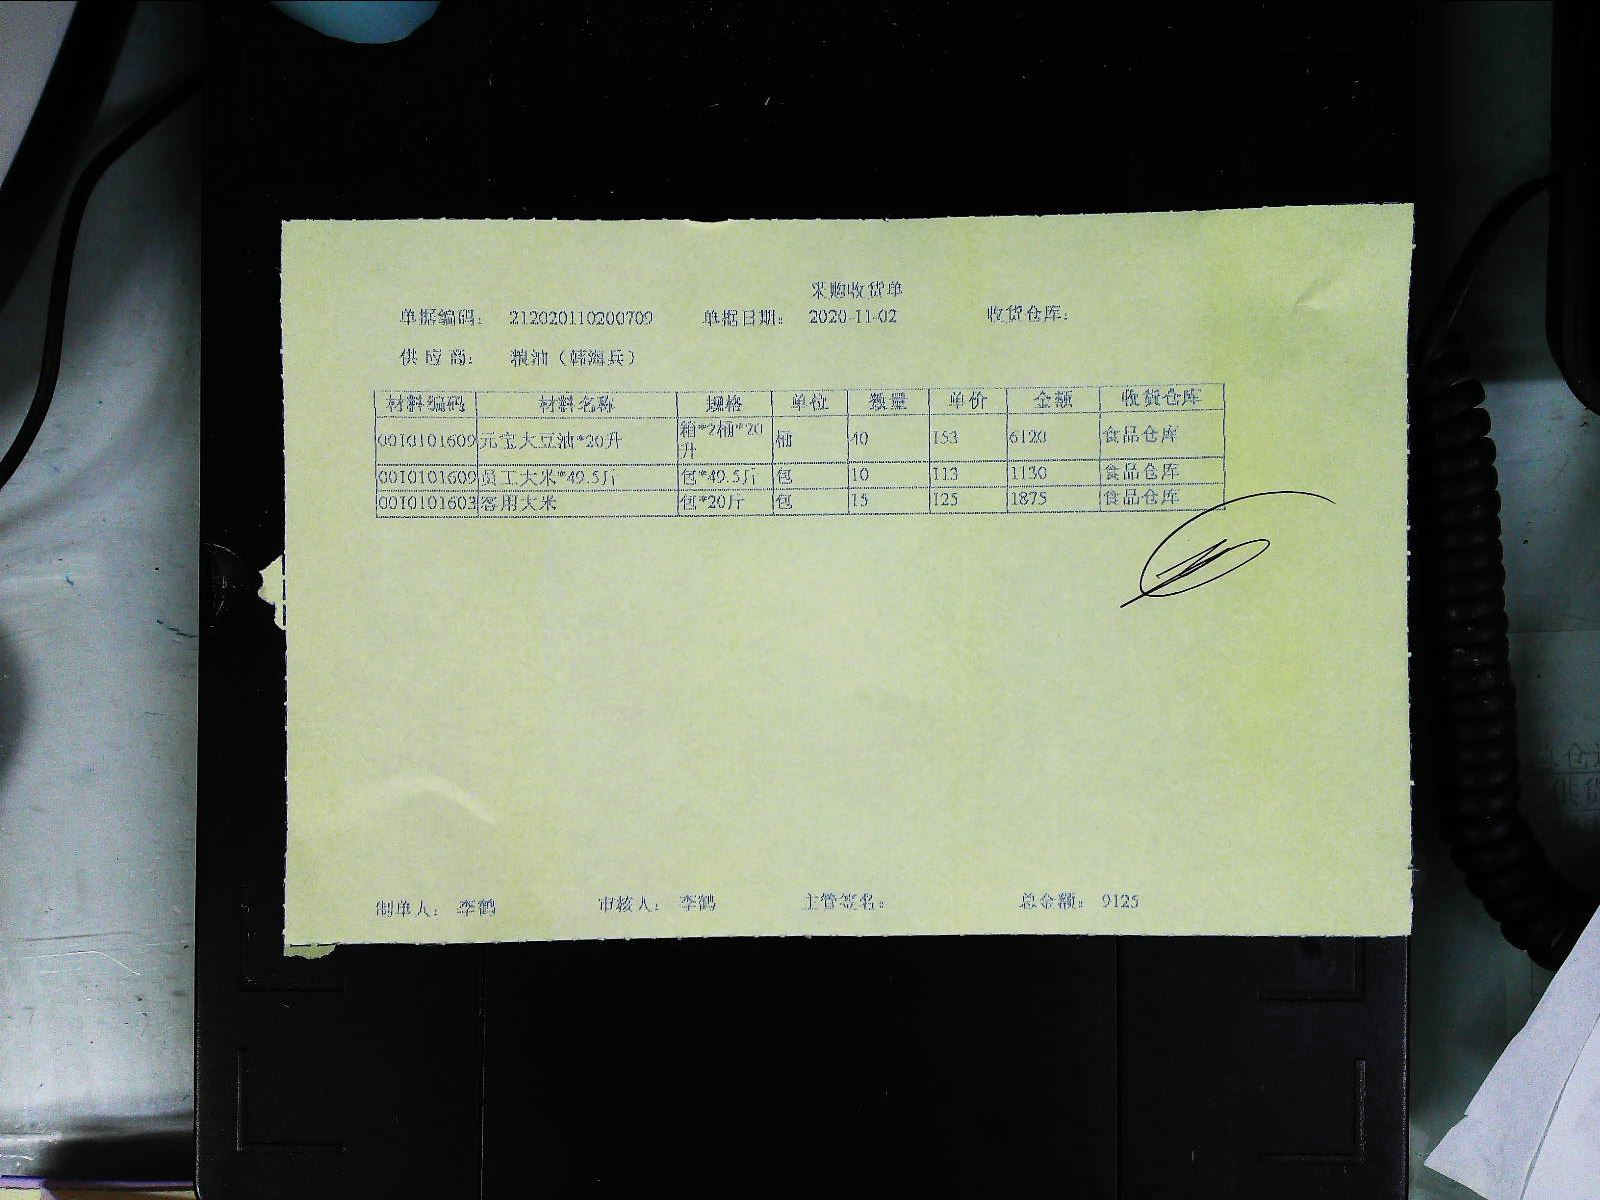 采购收货单
单据编码： 212020110200709 单据日期： 2020-11-02 收货仓库：
供 应 商： 粮油（韩海兵）
材料编码 材料名称 规格 单位 数量 单价 金额 收货仓库
0010101609 元宝大豆油*20升 箱*2桶*20升 桶 40 153 6120 食品仓库
0010101609 员工大米*49.5斤 包*49.5斤 包 10 113 1130 食品仓库
0010101603 客用大米 包*20斤 包 15 125 1875 食品仓库
制单人： 李鹤 审核人： 李鹤 主管签名： 总金额： 9125